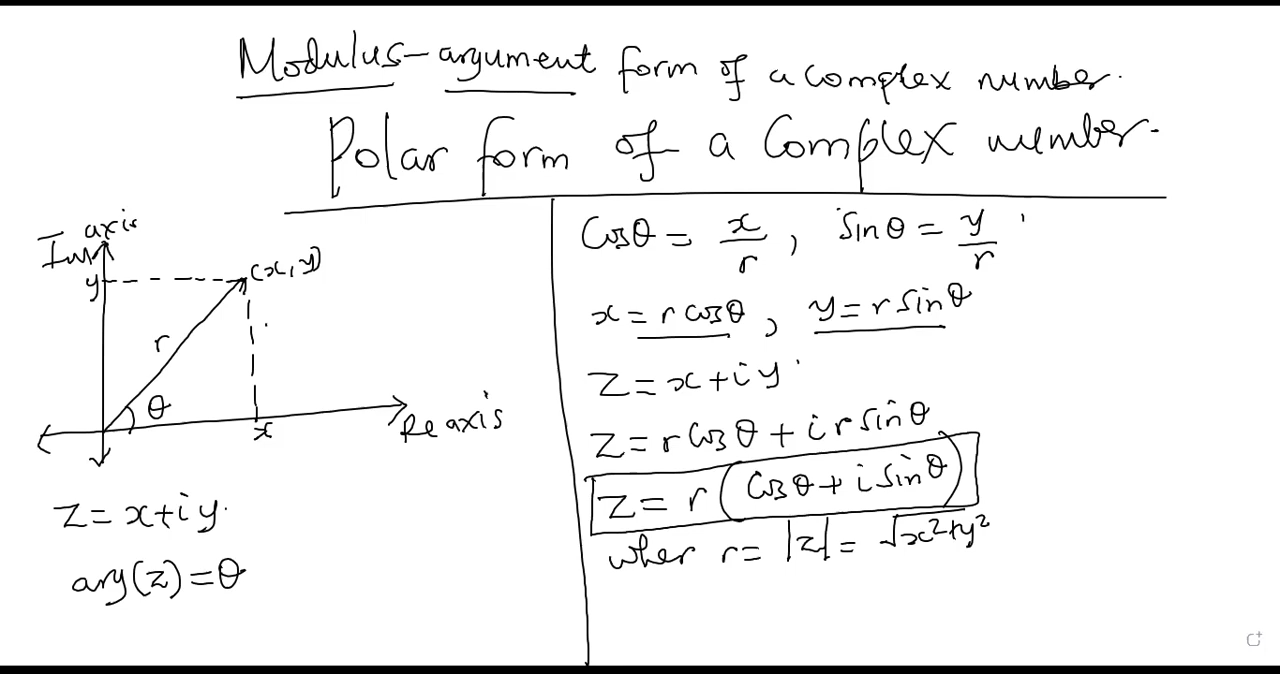 Modulus-argument form of a complex number.
Polar form of a Complex number.
Im axis
y
(x, y)
r
θ
x
Re axis
z = x + iy
arg(z) = θ
Cosθ = x/r , Sinθ = y/r
x = r cosθ , y = r Sinθ
Z = x + iy
Z = r Cosθ + i r Sinθ
Z = r (Cosθ + i Sinθ)
wher r = |z| = √x²+y²